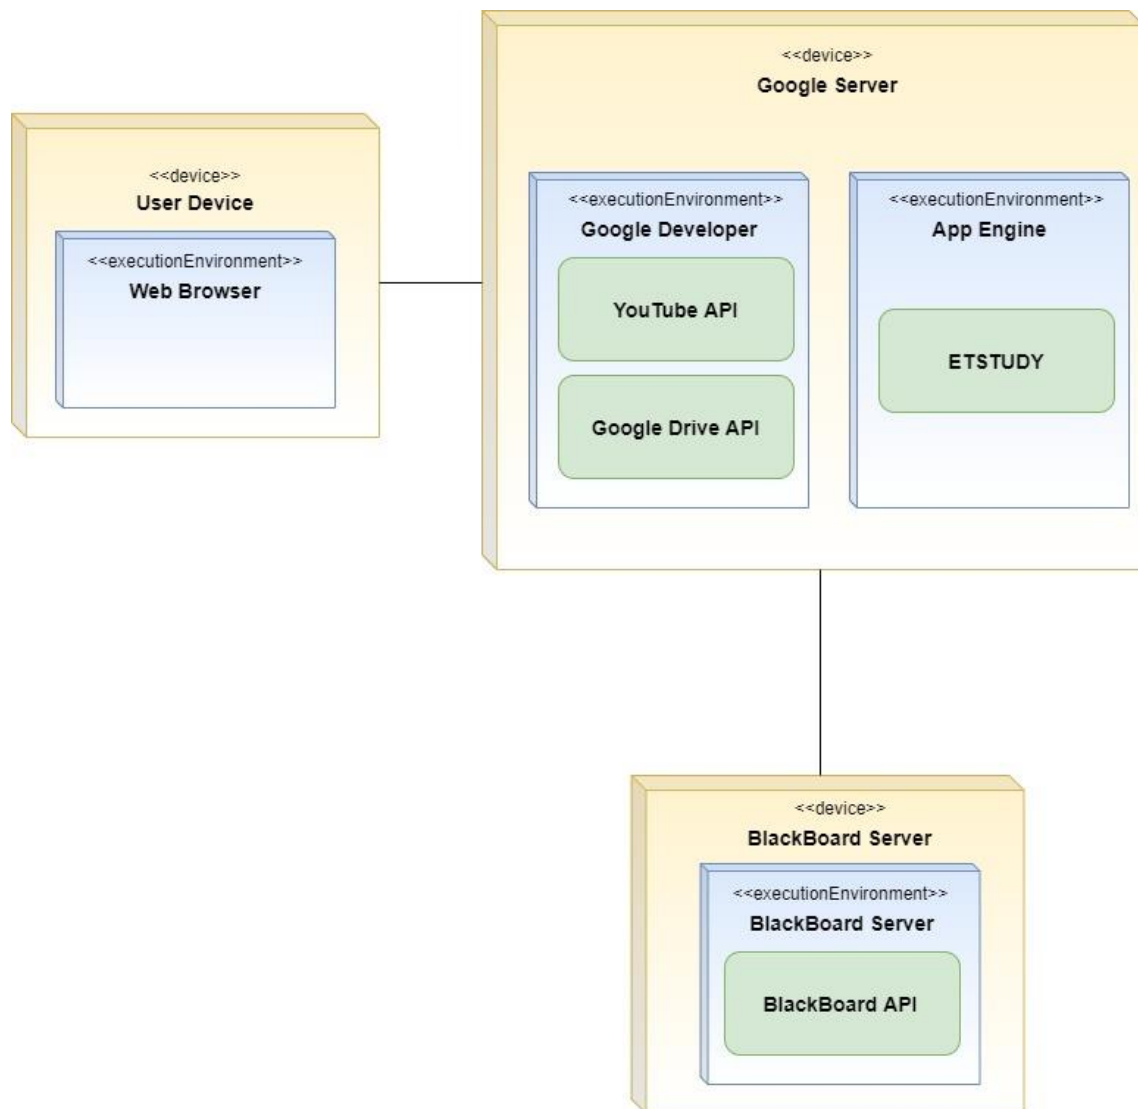 <<device>>
Google Server
<<device>>
User Device
<<executionEnvironment>>
Web Browser
<<executionEnvironment>>
Google Developer
YouTube API
Google Drive API
<<executionEnvironment>>
App Engine
ETSTUDY
<<device>>
BlackBoard Server
<<executionEnvironment>>
BlackBoard Server
BlackBoard API